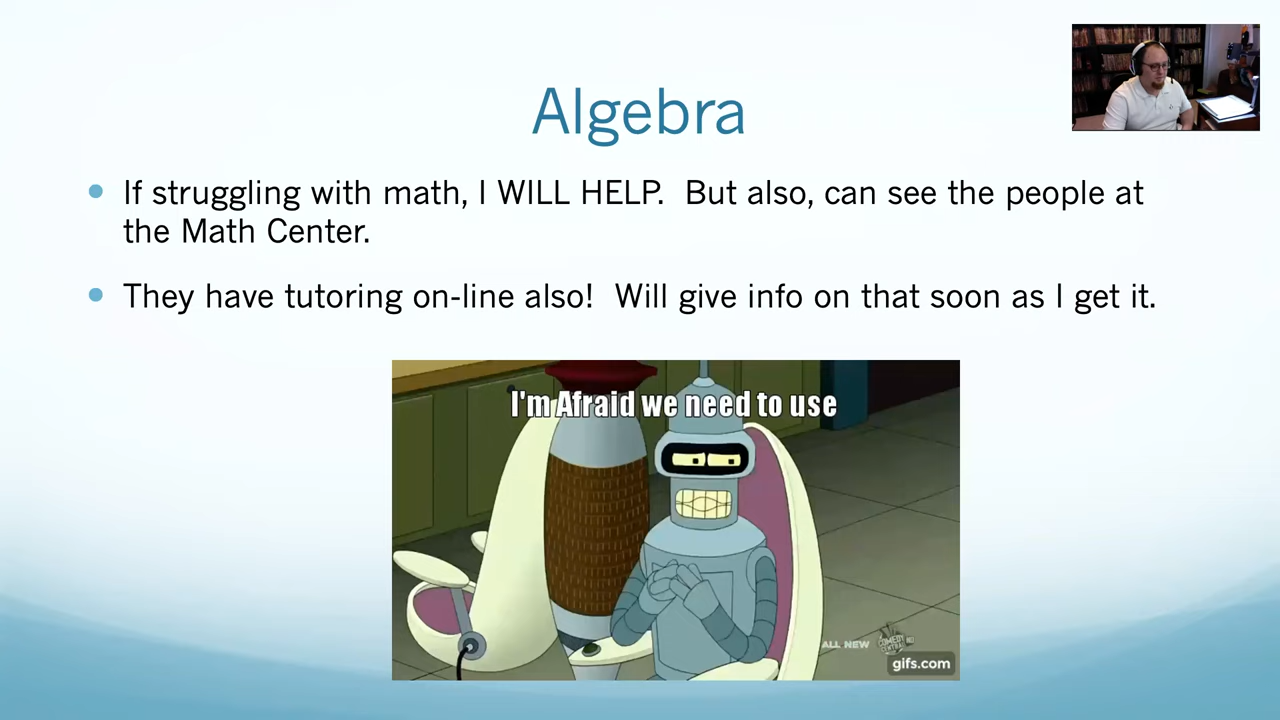 Algebra
If struggling with math, I WILL HELP.  But also, can see the people at
the Math Center.
They have tutoring on-line also!  Will give info on that soon as I get it.
I'm Afraid we need to use
ALL NEW
COMEDY
CENTRAL
gifs.com